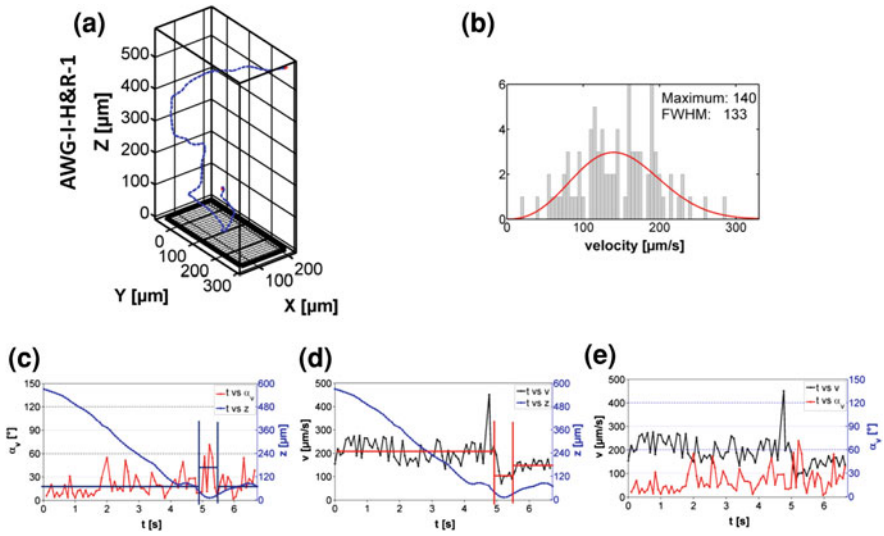 (a)
AWG-I-H&R-1
Z [µm]
500
400
300
200
100
0
0
100
200
300
Y [µm]
100
200
X [µm]
(b)
6
4
2
0
Maximum: 140
FWHM: 133
0
100
200
300
velocity [µm/s]
(c)
αv [°]
150
120
90
60
30
0
t vs αv
t vs z
600
480
360
240
120
0
z [µm]
0 1 2 3 4 5 6
t [s]
(d)
v [µm/s]
500
400
300
200
100
0
t vs v
t vs z
600
480
360
240
120
0
z [µm]
0 1 2 3 4 5 6
t [s]
(e)
v [µm/s]
500
400
300
200
100
0
t vs v
t vs αv
150
120
90
60
30
0
αv [°]
0 1 2 3 4 5 6
t [s]